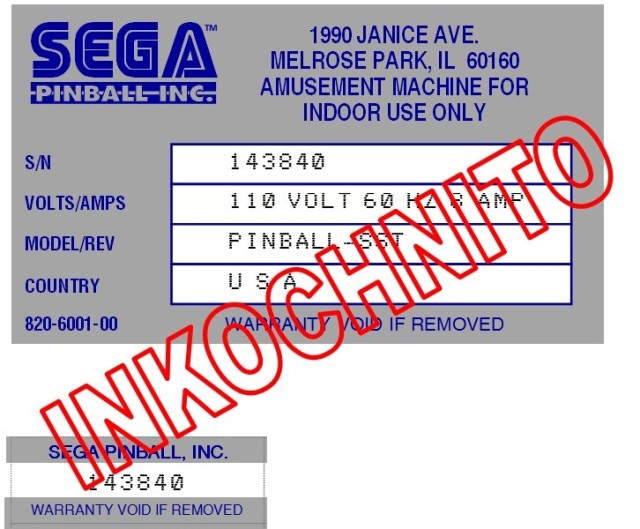 SEGA™
PINBALL INC.
1990 JANICE AVE.
MELROSE PARK, IL 60160
AMUSEMENT MACHINE FOR
INDOOR USE ONLY
S/N 143840
VOLTS/AMPS 110 VOLT 60 HZ 8 AMP
MODEL/REV PINBALL-SST
COUNTRY U S A
820-6001-00 WARRANTY VOID IF REMOVED
INKOCHNITO
SEGA PINBALL, INC.
143840
WARRANTY VOID IF REMOVED